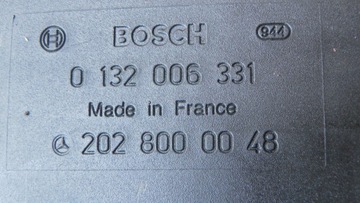 BOSCH 944
0 132 006 331
Made in France
202 800 00 48